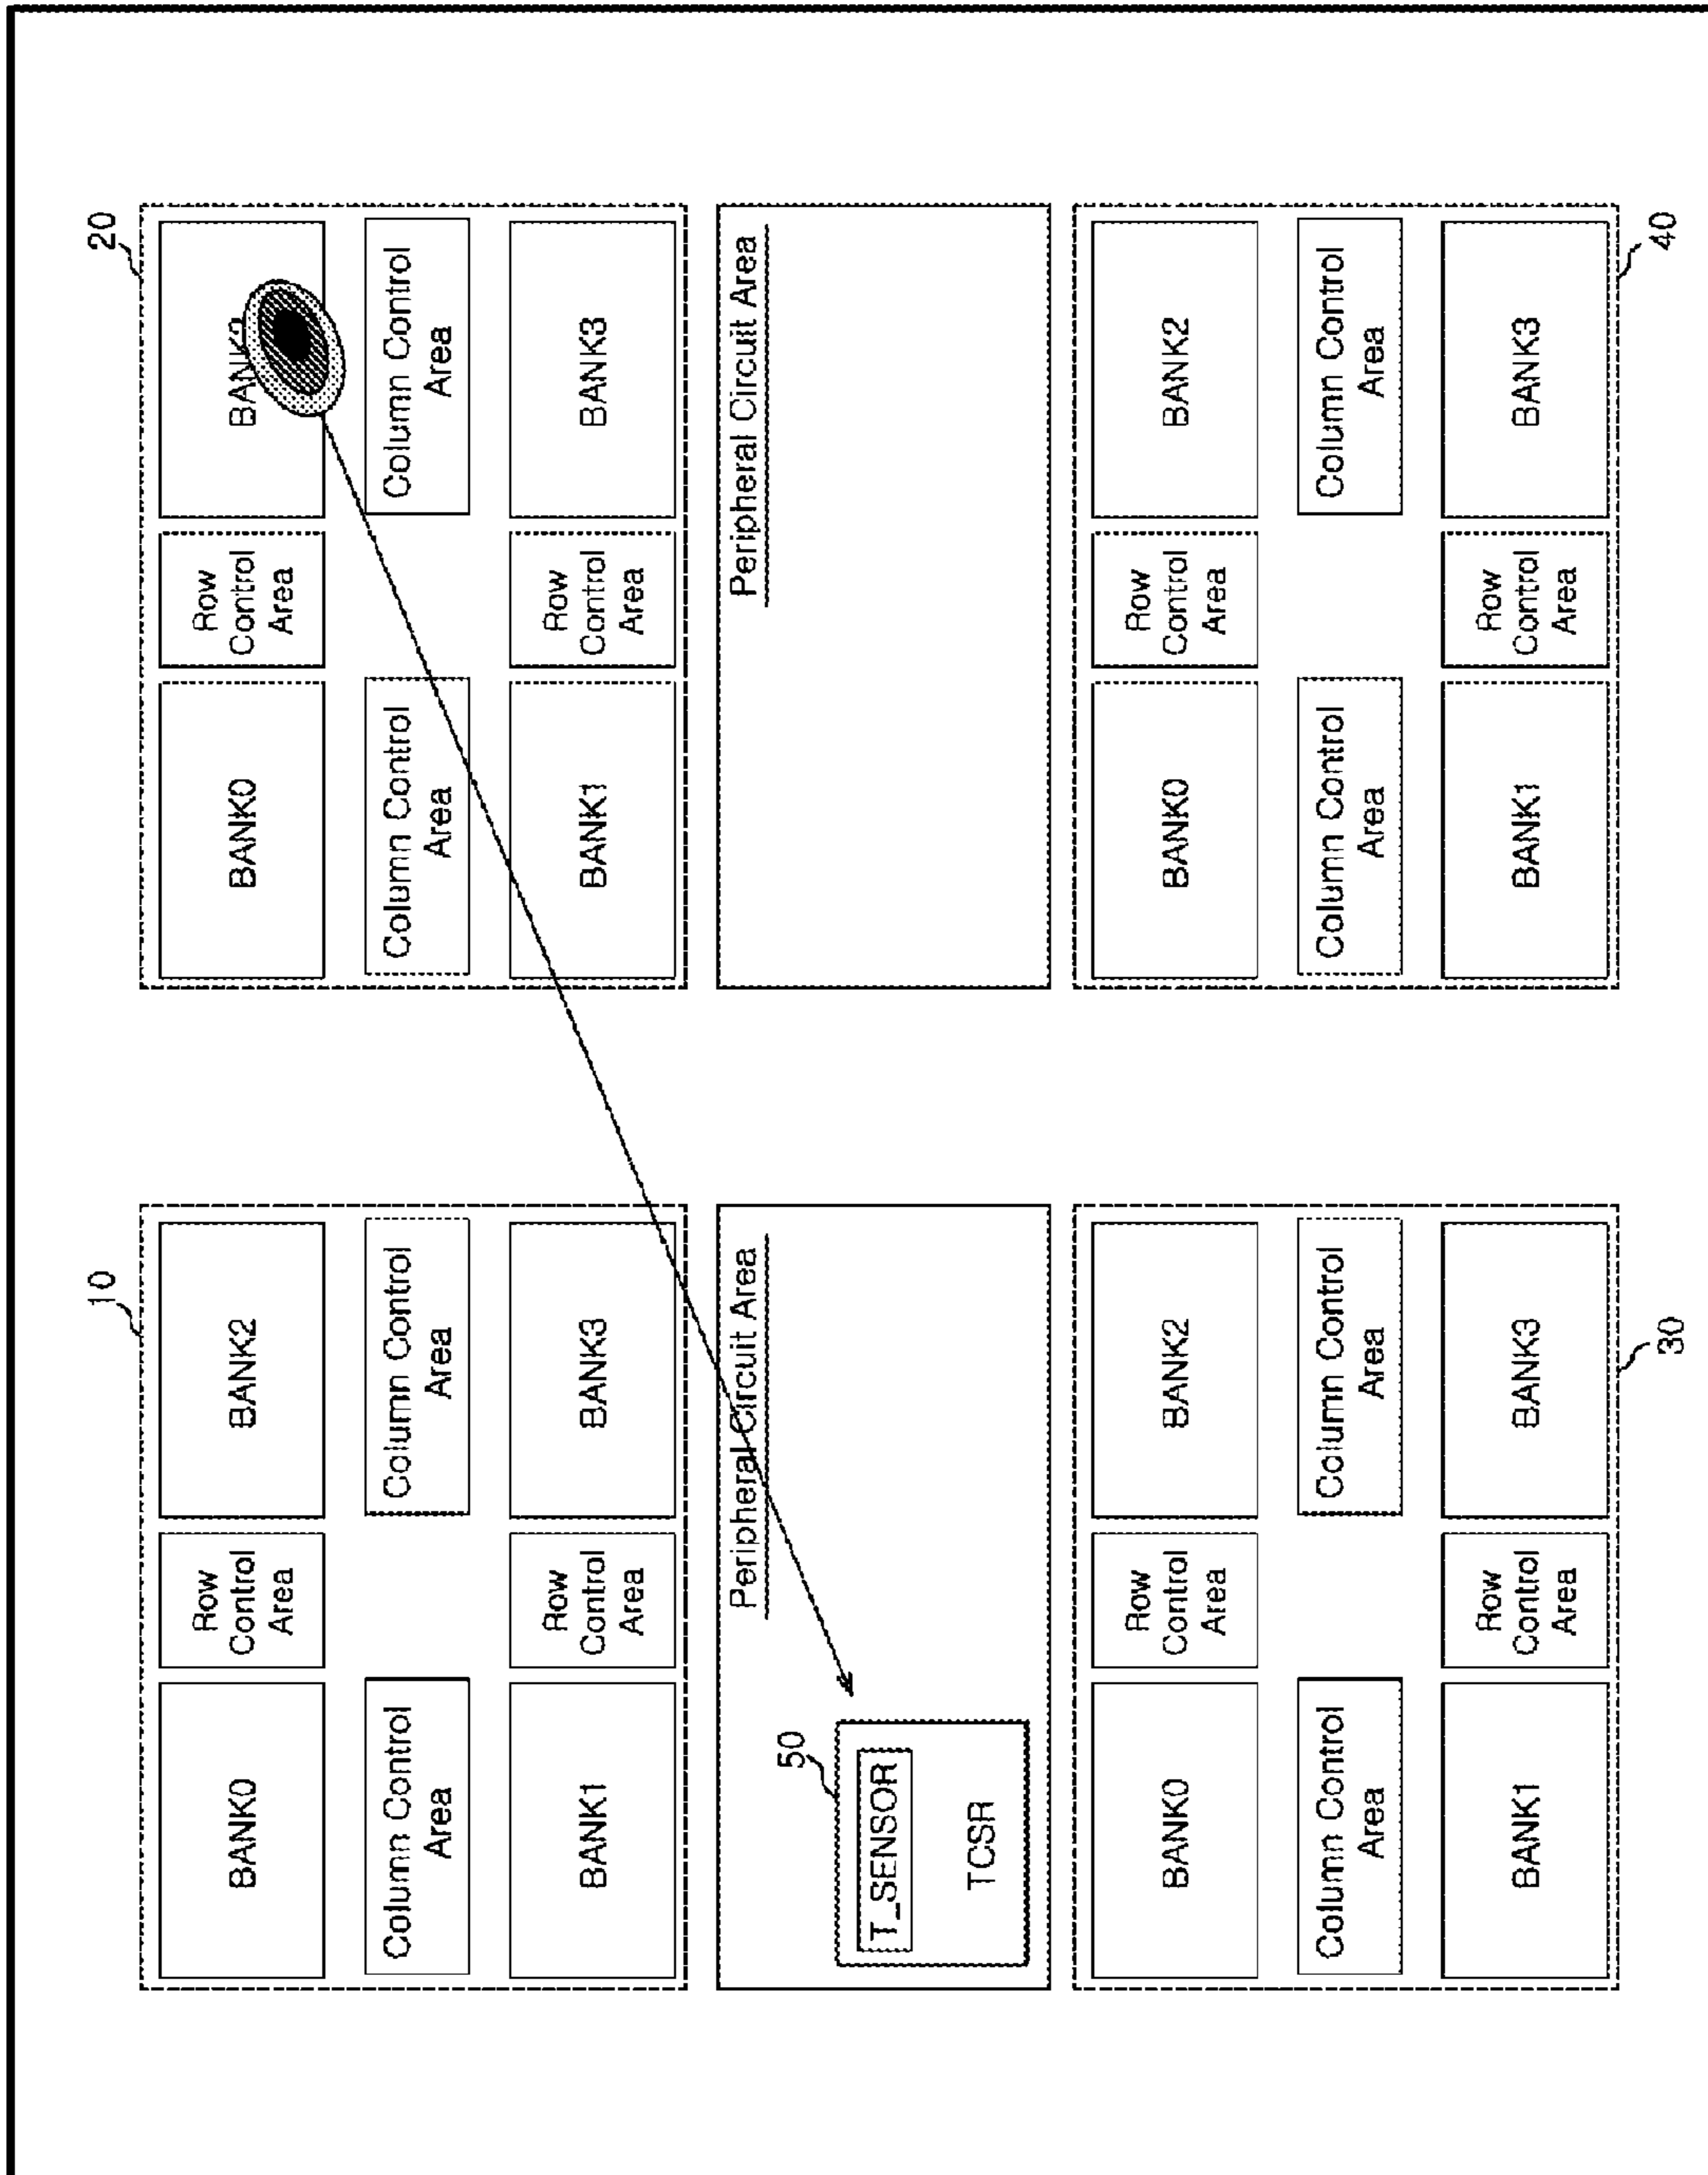 10
BANK0
Row
Control
Area
BANK2
Column Control
Area
Column Control
Area
BANK1
Row
Control
Area
BANK3
20
BANK0
Row
Control
Area
BANK2
Column Control
Area
Column Control
Area
BANK1
Row
Control
Area
BANK3
Peripheral Circuit Area
50
T_SENSOR
TCSR
Peripheral Circuit Area
BANK0
Row
Control
Area
BANK2
Column Control
Area
Column Control
Area
BANK1
Row
Control
Area
BANK3
30
BANK0
Row
Control
Area
BANK2
Column Control
Area
Column Control
Area
BANK1
Row
Control
Area
BANK3
40